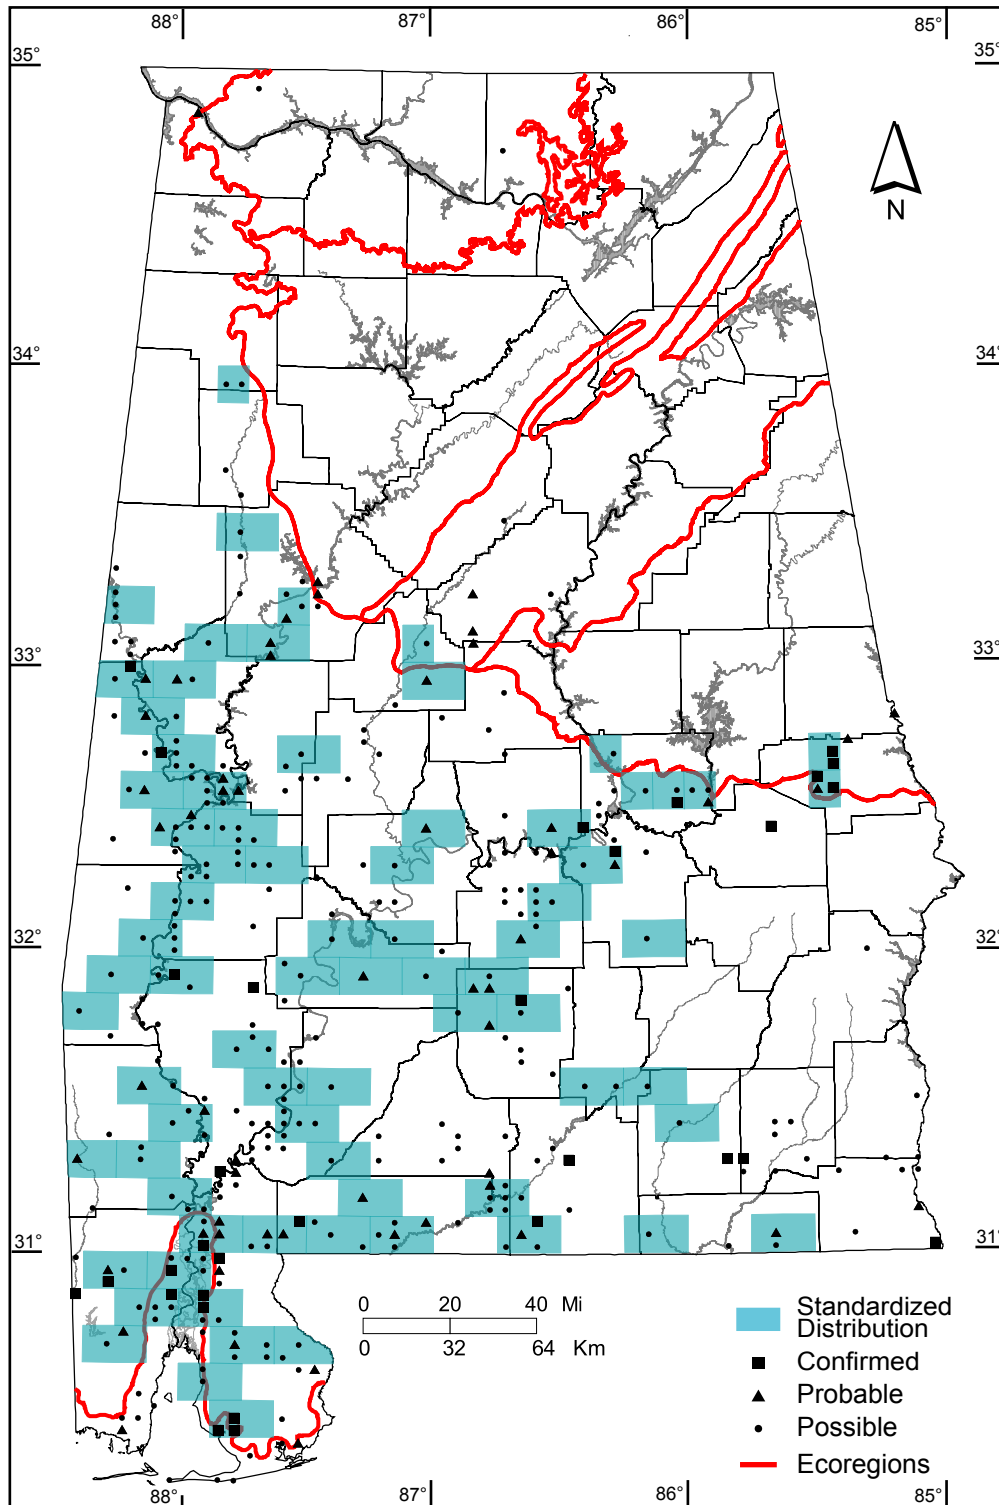 88° 87° 86° 85°
35° 35°
N
34° 34°
33° 33°
32° 32°
31° 31°
0 20 40 Mi
0 32 64 Km
Standardized
Distribution
Confirmed
Probable
Possible
Ecoregions
88° 87° 86° 85°